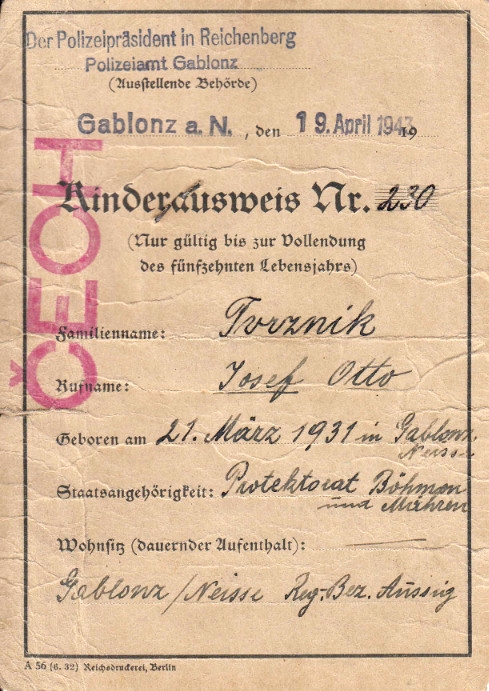 Der Polizeipräsident in Reichenberg
Polizeiamt Gablonz
(Ausstellende Behörde)
Gablonz a. N., den 19. April 1943 19
ČECH
Kinderausweis Nr. 230
(Nur gültig bis zur Vollendung
des fünfzehnten Lebensjahrs)
Familienname: Tvrznik
Rufname: Josef Otto
Geboren am 21. März 1931 in Gablonz
Neisse
Staatsangehörigkeit: Protektorat Böhmen
und Mähren
Wohnsitz (dauernder Aufenthalt):
Gablonz/Neisse Reg. Bez. Aussig
A 56 (6. 32) Reichsdruckerei, Berlin